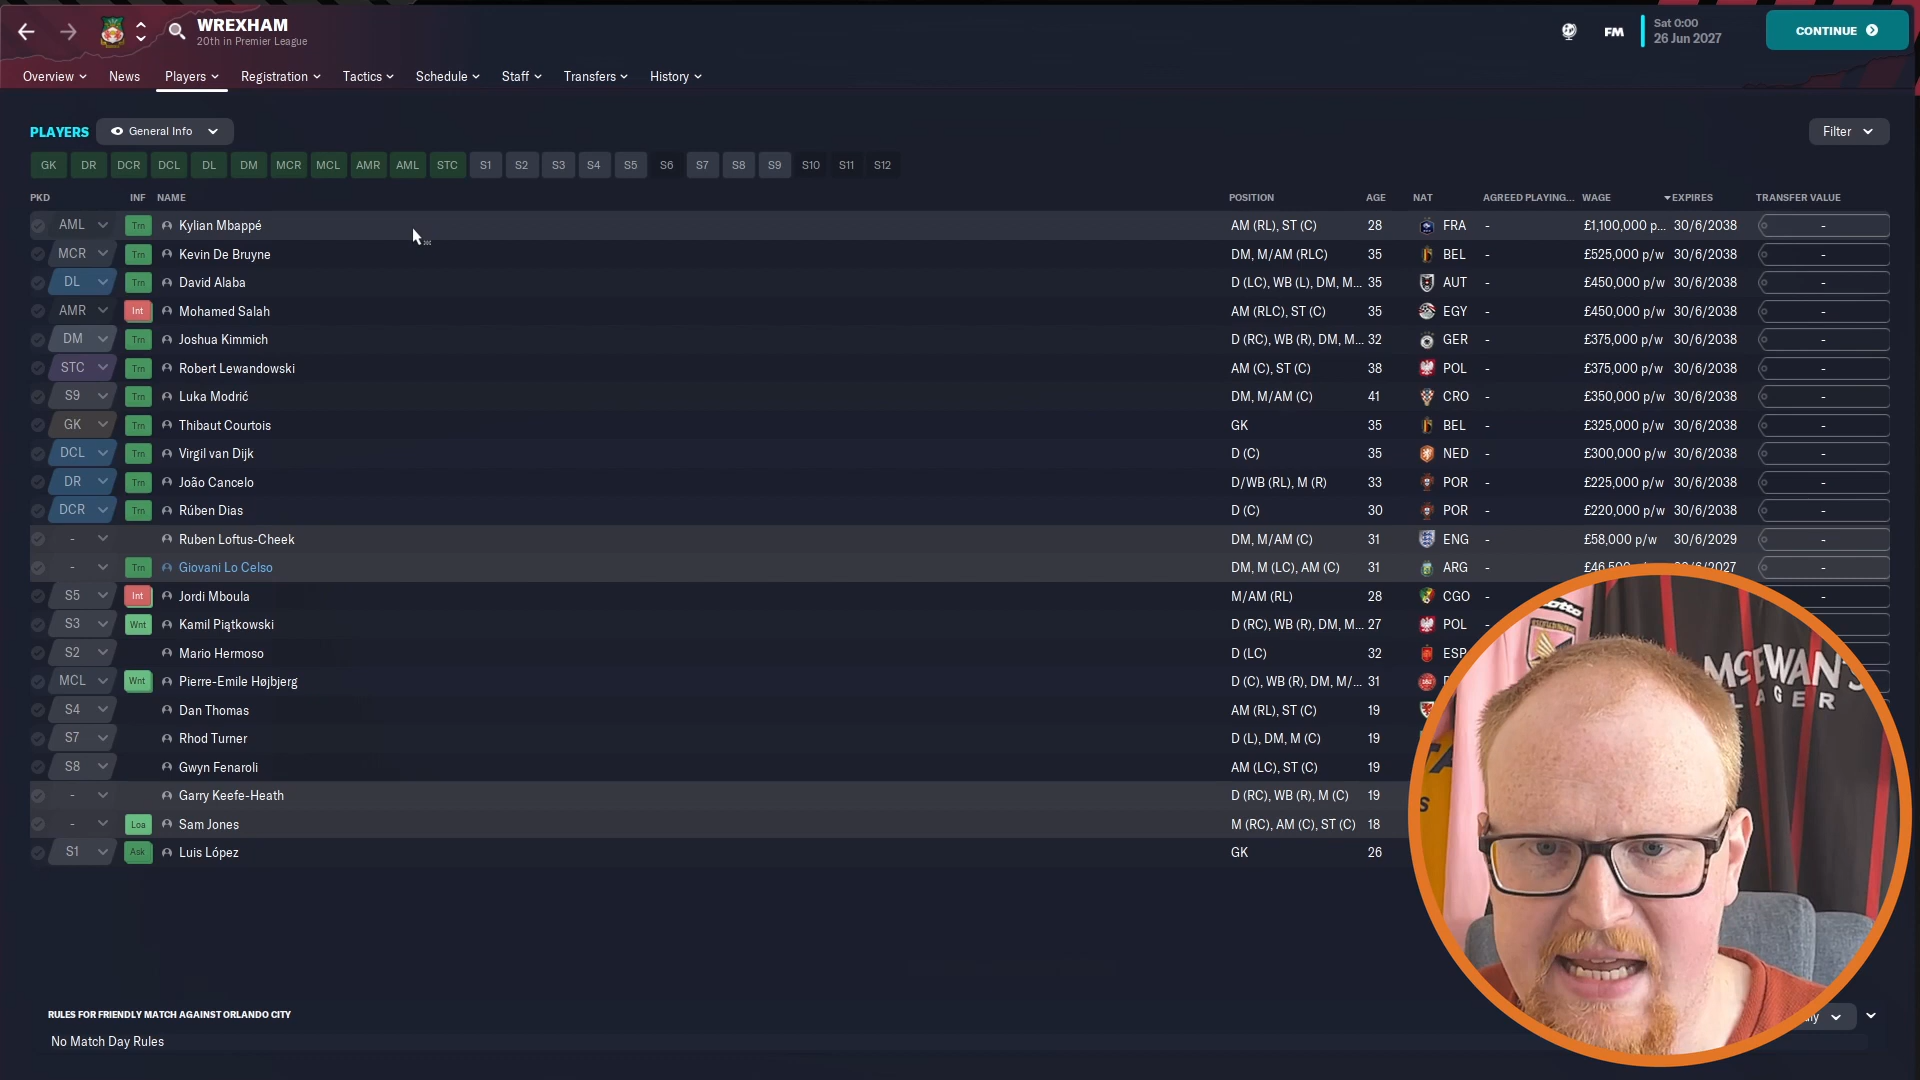 WREXHAM
20th in Premier League
FM
Sat 0:00
26 Jun 2027
CONTINUE
Overview
News
Players
Registration
Tactics
Schedule
Staff
Transfers
History
PLAYERS
General Info
Filter
GK DR DCR DCL DL DM MCR MCL AMR AML STC S1 S2 S3 S4 S5 S6 S7 S8 S9 S10 S11 S12
PKD INF NAME POSITION AGE NAT AGREED PLAYING... WAGE EXPIRES TRANSFER VALUE
AML Trn Kylian Mbappé AM (RL), ST (C) 28 FRA - £1,100,000 p... 30/6/2038 -
MCR Trn Kevin De Bruyne DM, M/AM (RLC) 35 BEL - £525,000 p/w 30/6/2038 -
DL Trn David Alaba D (LC), WB (L), DM, M... 35 AUT - £450,000 p/w 30/6/2038 -
AMR Int Mohamed Salah AM (RLC), ST (C) 35 EGY - £450,000 p/w 30/6/2038 -
DM Trn Joshua Kimmich D (RC), WB (R), DM, M... 32 GER - £375,000 p/w 30/6/2038 -
STC Trn Robert Lewandowski AM (C), ST (C) 38 POL - £375,000 p/w 30/6/2038 -
S9 Trn Luka Modrić DM, M/AM (C) 41 CRO - £350,000 p/w 30/6/2038 -
GK Trn Thibaut Courtois GK 35 BEL - £325,000 p/w 30/6/2038 -
DCL Trn Virgil van Dijk D (C) 35 NED - £300,000 p/w 30/6/2038 -
DR Trn João Cancelo D/WB (RL), M (R) 33 POR - £225,000 p/w 30/6/2038 -
DCR Trn Rúben Dias D (C) 30 POR - £220,000 p/w 30/6/2038 -
- Ruben Loftus-Cheek DM, M/AM (C) 31 ENG - £58,000 p/w 30/6/2029 -
- Trn Giovani Lo Celso DM, M (LC), AM (C) 31 ARG - -
S5 Int Jordi Mboula M/AM (RL) 28 CGO -
S3 Wnt Kamil Piątkowski D (RC), WB (R), DM, M... 27 POL -
S2 Mario Hermoso D (LC) 32 ESP
MCL Wnt Pierre-Emile Højbjerg D (C), WB (R), DM, M/... 31
S4 Dan Thomas AM (RL), ST (C) 19
S7 Rhod Turner D (L), DM, M (C) 19
S8 Gwyn Fenaroli AM (LC), ST (C) 19
- Garry Keefe-Heath D (RC), WB (R), M (C) 19
- Loa Sam Jones M (RC), AM (C), ST (C) 18
S1 Ask Luis López GK 26
McEWAN'S
LAGER
RULES FOR FRIENDLY MATCH AGAINST ORLANDO CITY
No Match Day Rules